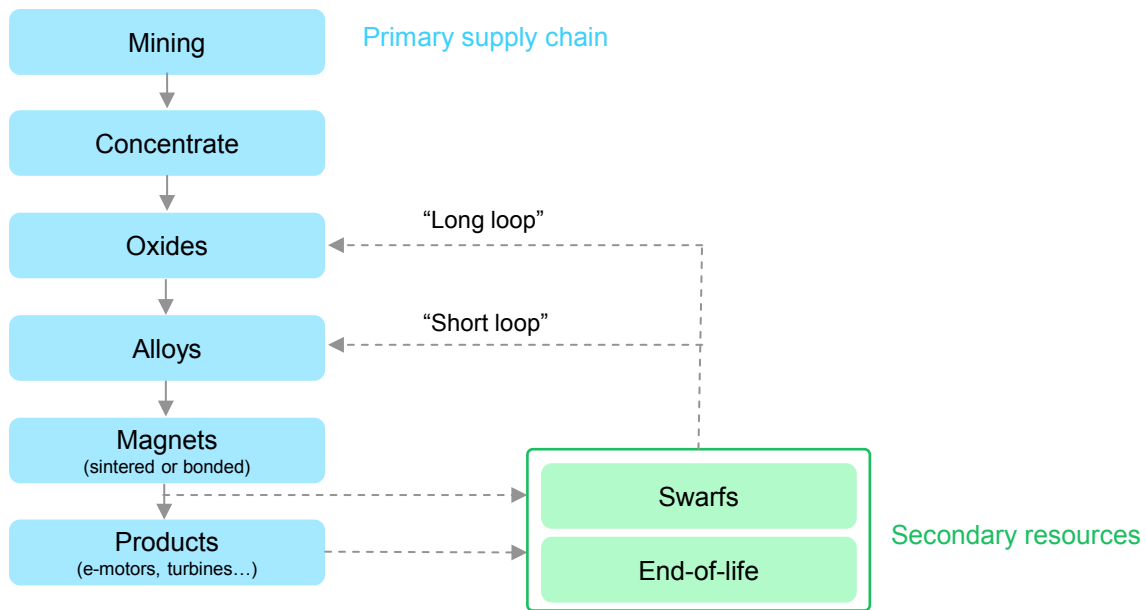 Mining
Primary supply chain
Concentrate
Oxides
“Long loop”
Alloys
“Short loop”
Magnets
(sintered or bonded)
Swarfs
Products
(e-motors, turbines…)
End-of-life
Secondary resources